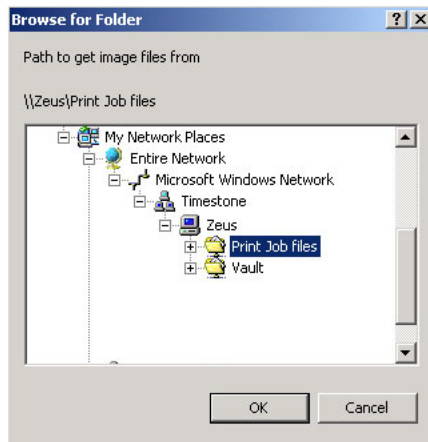 Browse for Folder
Path to get image files from
\\Zeus\Print Job files
My Network Places
Entire Network
Microsoft Windows Network
Timestone
Zeus
Print Job files
Vault
OK Cancel